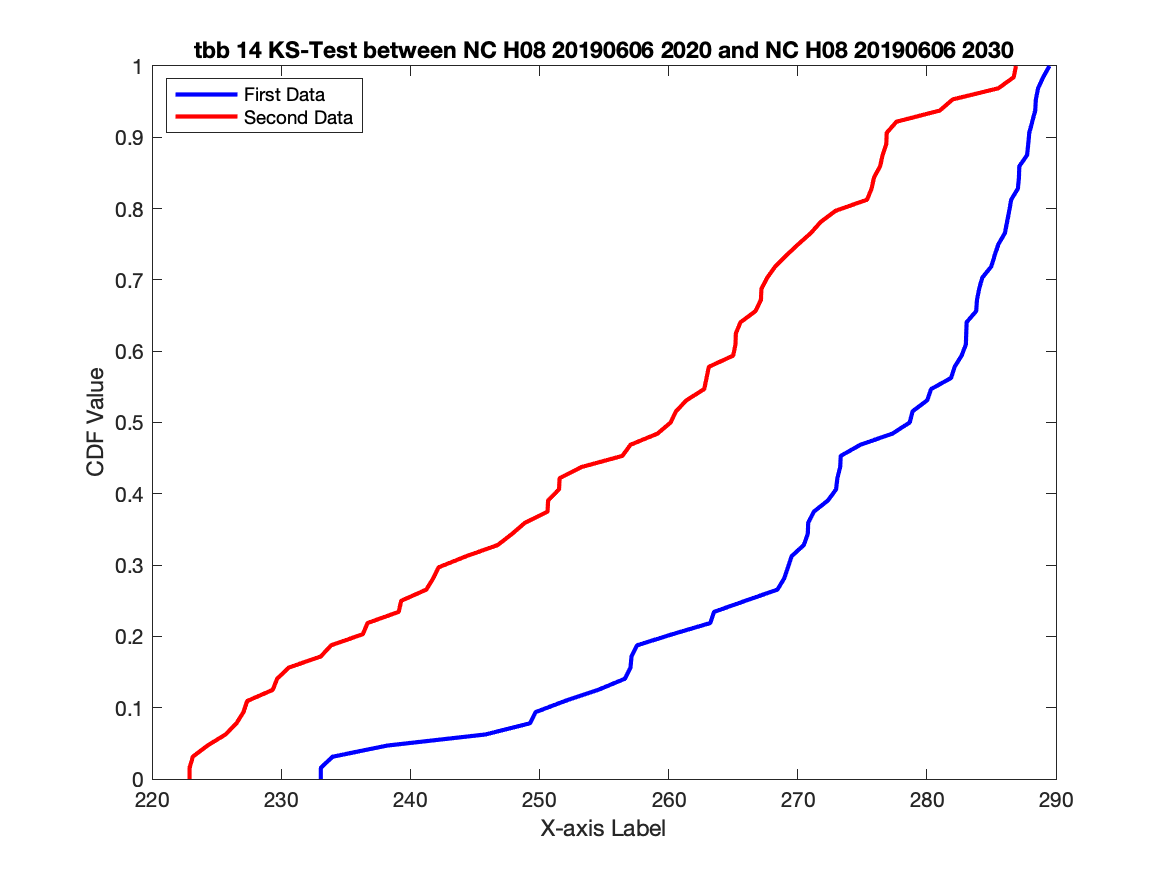 tbb 14 KS-Test between NC H08 20190606 2020 and NC H08 20190606 2030
First Data
Second Data
1
0.9
0.8
0.7
0.6
0.5
0.4
0.3
0.2
0.1
0
CDF Value
220 230 240 250 260 270 280 290
X-axis Label